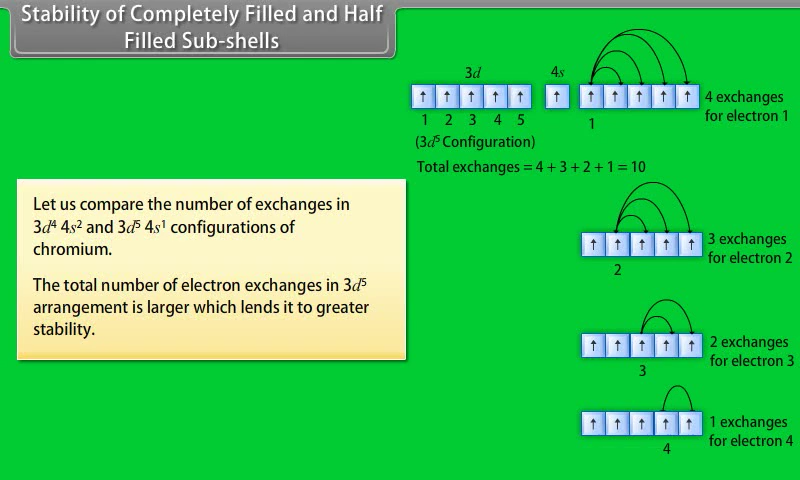 Stability of Completely Filled and Half
Filled Sub-shells
3d 4s
↑ ↑ ↑ ↑ ↑ ↑ ↑ ↑ ↑ ↑ ↑
1 2 3 4 5
1
4 exchanges
for electron 1
(3d⁵ Configuration)
Total exchanges = 4 + 3 + 2 + 1 = 10
Let us compare the number of exchanges in
3d⁴ 4s² and 3d⁵ 4s¹ configurations of
chromium.
The total number of electron exchanges in 3d⁵
arrangement is larger which lends it to greater
stability.
↑ ↑ ↑ ↑ ↑
2
3 exchanges
for electron 2
↑ ↑ ↑ ↑ ↑
3
2 exchanges
for electron 3
↑ ↑ ↑ ↑ ↑
4
1 exchanges
for electron 4